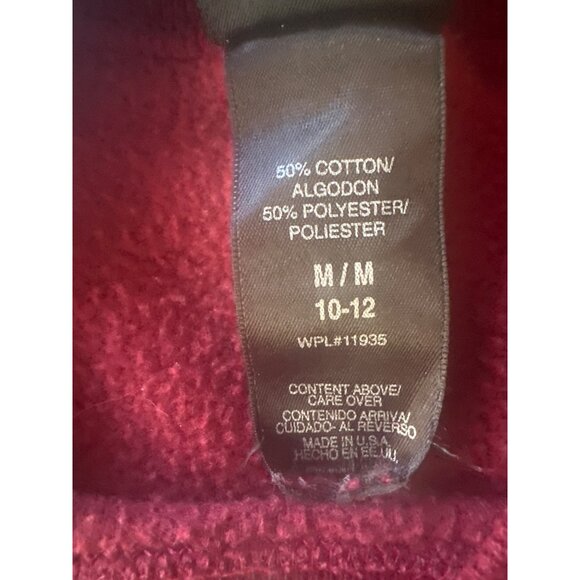 50% COTTON/
ALGODON
50% POLYESTER/
POLIESTER
M / M
10-12
WPL#11935
CONTENT ABOVE/
CARE OVER
CONTENIDO ARRIVA/
CUIDADO- AL REVERSO
MADE IN U.S.A.
HECHO EN EE.UU.